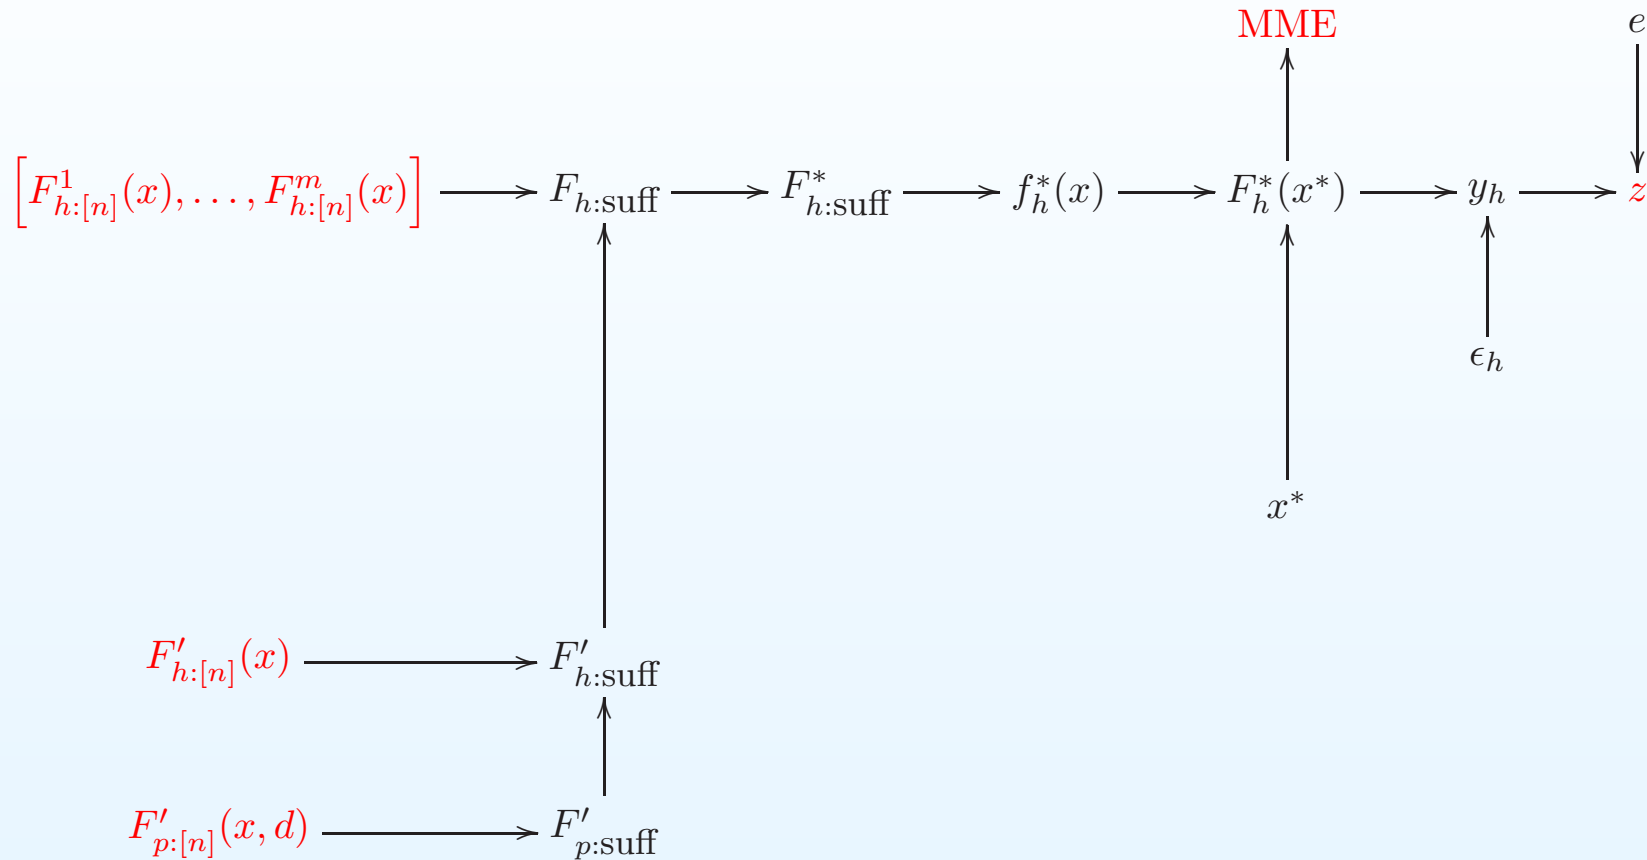 MME e
[F^1_{h:[n]}(x), ..., F^m_{h:[n]}(x)] F_{h:suff} F^*_{h:suff} f^*_h(x) F^*_h(x^*) y_h z
ϵ_h
x^*
F'_{h:[n]}(x) F'_{h:suff}
F'_{p:[n]}(x, d) F'_{p:suff}